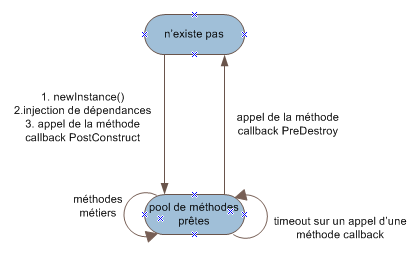 n'existe pas
1. newInstance()
2.injection de dépendances
3. appel de la méthode
callback PostConstruct
appel de la méthode
callback PreDestroy
méthodes
métiers
pool de méthodes
prêtes
timeout sur un appel d'une
méthode callback